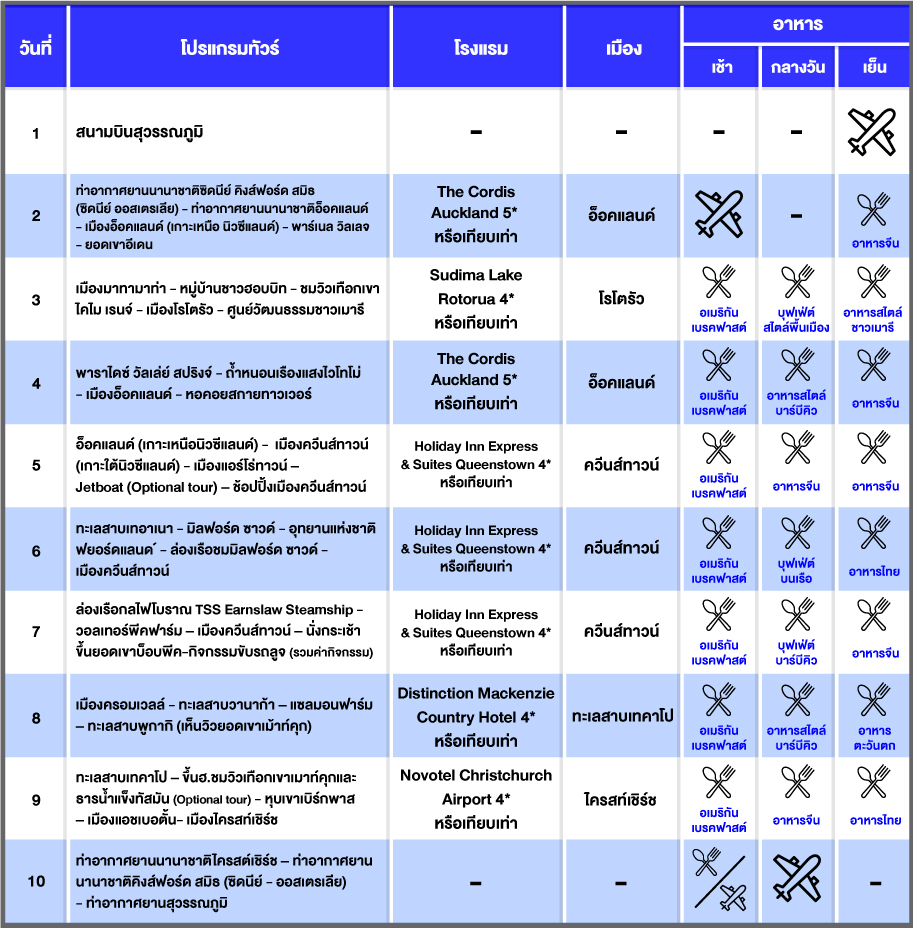 วันที่
โปรแกรมทัวร์
โรงแรม
เมือง
อาหาร
เช้า
กลางวัน
เย็น
1
สนามบินสุวรรณภูมิ
–
–
–
–
2
ท่าอากาศยานนานาชาติซิดนีย์ คิงส์ฟอร์ด สมิธ
(ซิดนีย์ ออสเตรเลีย) - ท่าอากาศยานนานาชาติอ็อคแลนด์
- เมืองอ็อคแลนด์ (เกาะเหนือ นิวซีแลนด์) - พาร์เนล วิลเลจ
- ยอดเขาอีเดน
The Cordis
Auckland 5*
หรือเทียบเท่า
อ็อคแลนด์
–
อาหารจีน
3
เมืองมาทามาท่า - หมู่บ้านชาวฮอบบิท - ชมวิวเทือกเขา
ไคไม เรนจ์ - เมืองโรโตรัว - ศูนย์วัฒนธรรมชาวเมารี
Sudima Lake
Rotorua 4*
หรือเทียบเท่า
โรโตรัว
อเมริกัน
เบรคฟาสต์
บุฟเฟ่ต์
สไตล์พื้นเมือง
อาหารสไตล์
ชาวเมารี
4
พาราไดซ์ วัลเล่ย์ สปริงจ์ - ถ้ำหนอนเรืองแสงไวโทโม่
- เมืองอ็อคแลนด์ - หอคอยสกายทาวเวอร์
The Cordis
Auckland 5*
หรือเทียบเท่า
อ็อคแลนด์
อเมริกัน
เบรคฟาสต์
อาหารสไตล์
บาร์บีคิว
อาหารจีน
5
อ็อคแลนด์ (เกาะเหนือนิวซีแลนด์) - เมืองควีนส์ทาวน์
(เกาะใต้นิวซีแลนด์) - เมืองแอร์โร่ทาวน์ –
Jetboat (Optional tour) – ช้อปปิ้งเมืองควีนส์ทาวน์
Holiday Inn Express
& Suites Queenstown 4*
หรือเทียบเท่า
ควีนส์ทาวน์
อเมริกัน
เบรคฟาสต์
อาหารจีน
อาหารจีน
6
ทะเลสาบเทอาเนา - มิลฟอร์ด ซาวด์ - อุทยานแห่งชาติ
ฟยอร์ดแลนด์ - ล่องเรือชมมิลฟอร์ด ซาวด์ -
เมืองควีนส์ทาวน์
Holiday Inn Express
& Suites Queenstown 4*
หรือเทียบเท่า
ควีนส์ทาวน์
อเมริกัน
เบรคฟาสต์
บุฟเฟ่ต์
บนเรือ
อาหารไทย
7
ล่องเรือกลไฟโบราณ TSS Earnslaw Steamship -
วอลเทอร์พีคฟาร์ม – เมืองควีนส์ทาวน์ – นั่งกระเช้า
ขึ้นยอดเขาบ็อบพีค-กิจกรรมขับรถลูจ (รวมค่ากิจกรรม)
Holiday Inn Express
& Suites Queenstown 4*
หรือเทียบเท่า
ควีนส์ทาวน์
อเมริกัน
เบรคฟาสต์
บุฟเฟ่ต์
บาร์บีคิว
อาหารจีน
8
เมืองครอมเวลล์ - ทะเลสาบวานาก้า - แซลมอนฟาร์ม
– ทะเลสาบพูกากิ (เห็นวิวยอดเขาเม้าท์คุก)
Distinction Mackenzie
Country Hotel 4*
หรือเทียบเท่า
ทะเลสาบเทคาโป
อเมริกัน
เบรคฟาสต์
อาหารสไตล์
บาร์บีคิว
อาหาร
ตะวันตก
9
ทะเลสาบเทคาโป – ขึ้นฮ.ชมวิวเทือกเขาเมาท์คุกและ
ธารน้ำแข็งทัสมัน (Optional tour) - หุบเขาเบิร์กพาส
– เมืองแอชเบอตั้น- เมืองไครสท์เชิร์ช
Novotel Christchurch
Airport 4*
หรือเทียบเท่า
ไครสท์เชิร์ช
อเมริกัน
เบรคฟาสต์
อาหารจีน
อาหารไทย
10
ท่าอากาศยานนานาชาติไครสต์เชิร์ช – ท่าอากาศยาน
นานาชาติคิงส์ฟอร์ด สมิธ (ซิดนีย์ - ออสเตรเลีย)
- ท่าอากาศยานสุวรรณภูมิ
–
–
–